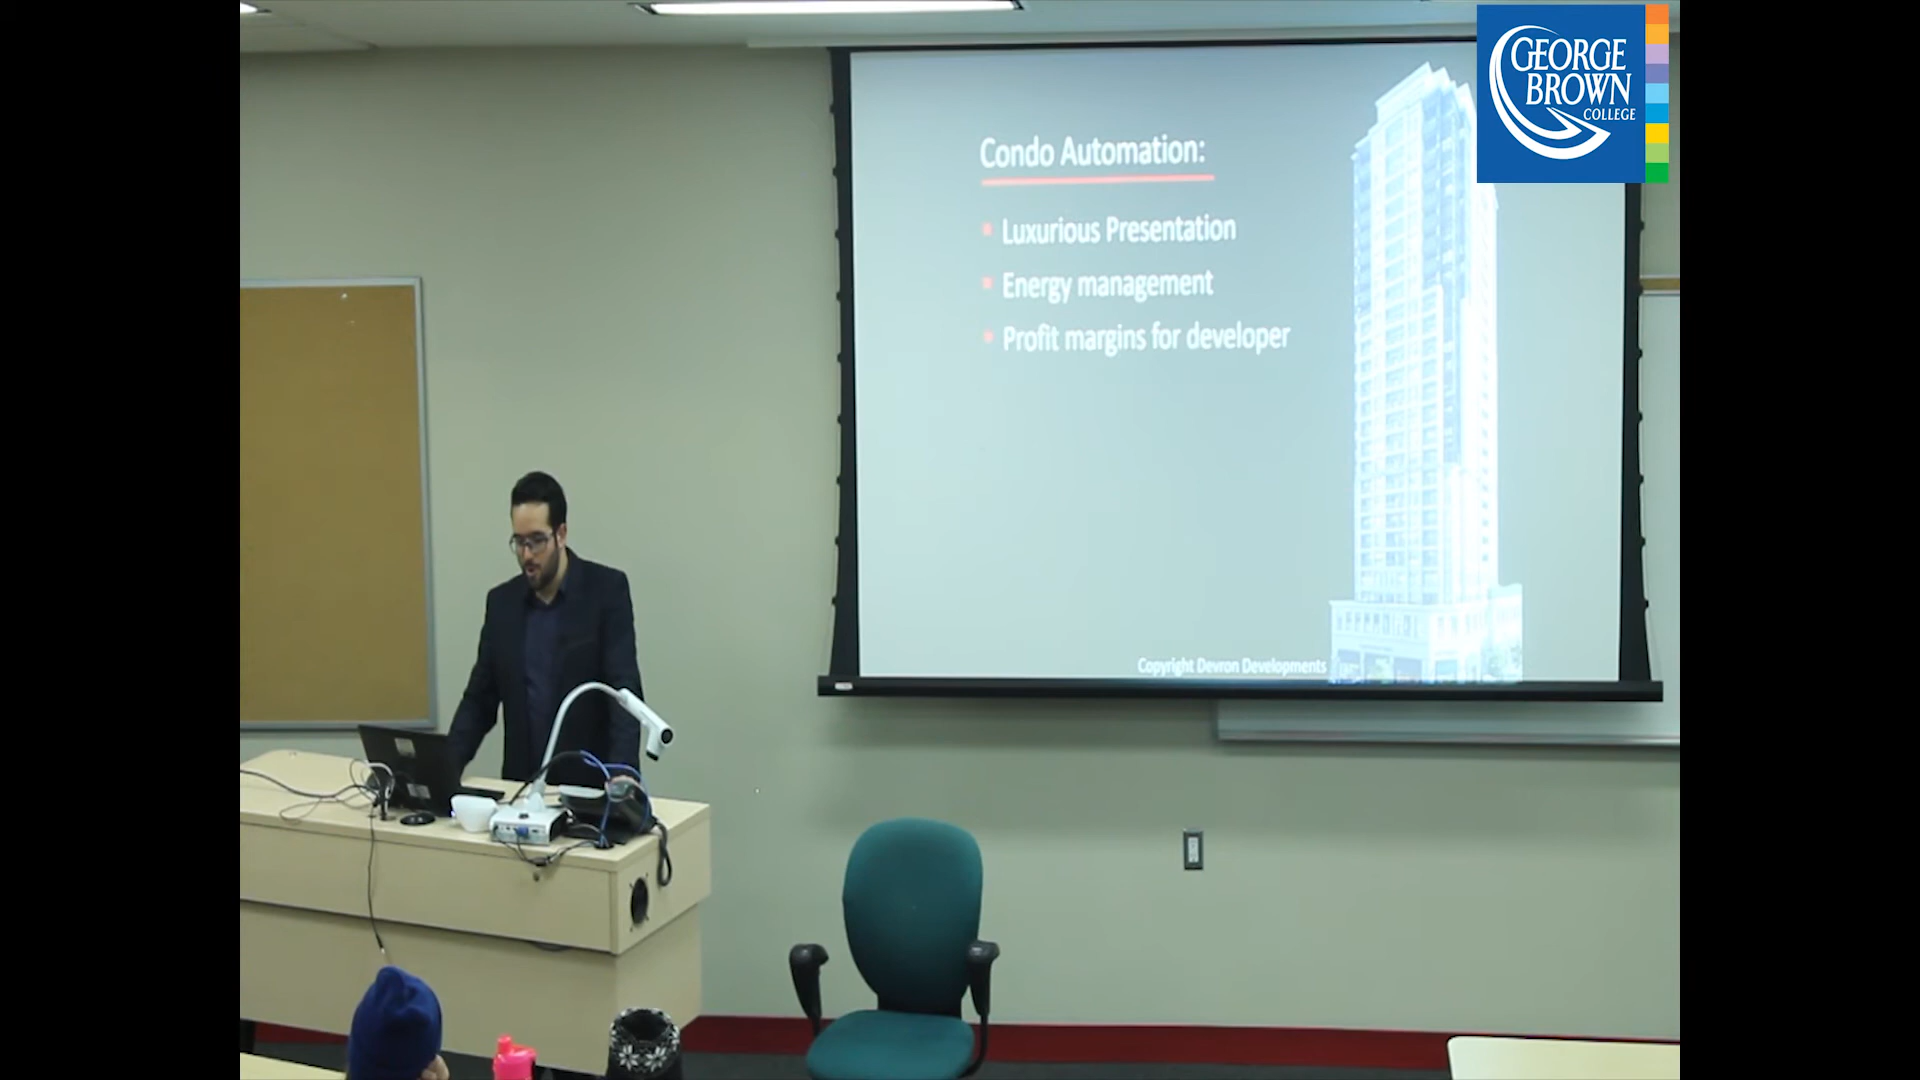 GEORGE
BROWN
COLLEGE
Condo Automation:
Luxurious Presentation
Energy management
Profit margins for developer
Copyright Devron Developments